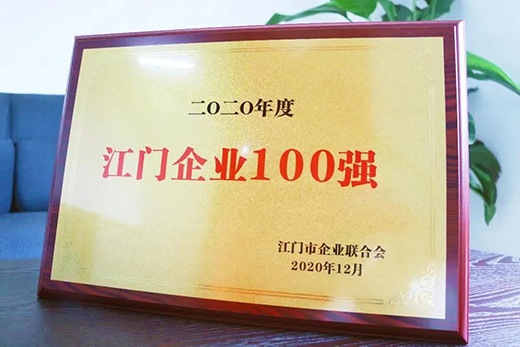 二〇二〇年度
江门企业100强
江门市企业联合会
2020年12月